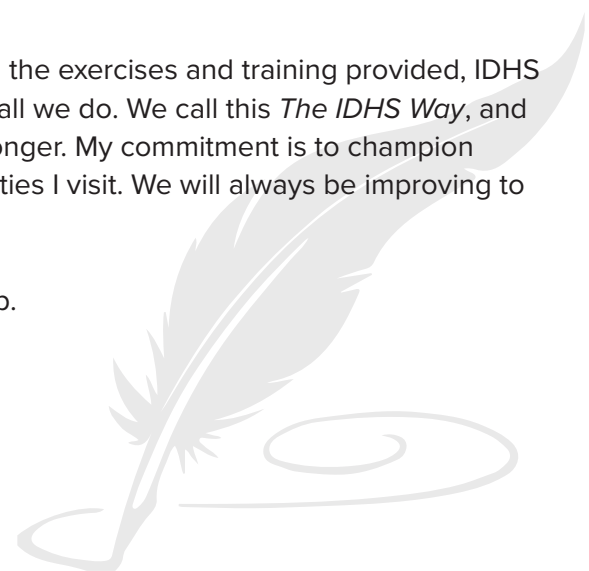 the exercises and training provided, IDHS
all we do. We call this The IDHS Way, and
onger. My commitment is to champion
ties I visit. We will always be improving to